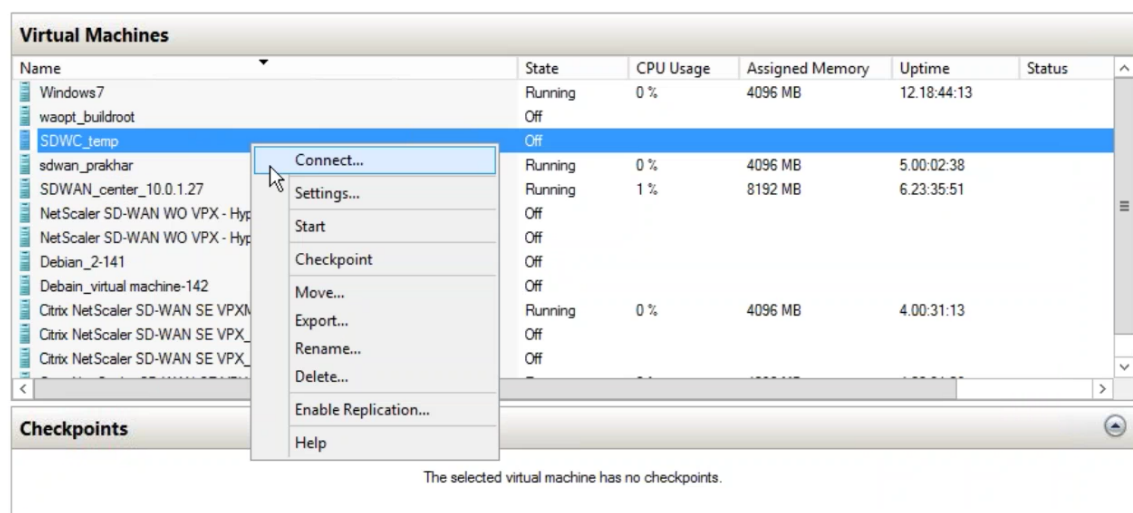 Virtual Machines
Name State CPU Usage Assigned Memory Uptime Status
Windows7 Running 0 % 4096 MB 12.18:44:13
waopt_buildroot Off
SDWC_temp Off
sdwan_prakhar Running 0 % 4096 MB 5.00:02:38
SDWAN_center_10.0.1.27 Running 1 % 8192 MB 6.23:35:51
NetScaler SD-WAN WO VPX - Hyp Off
NetScaler SD-WAN WO VPX - Hyp Off
Debian_2-141 Off
Debain_virtual machine-142 Off
Citrix NetScaler SD-WAN SE VPXM Running 0 % 4096 MB 4.00:31:13
Citrix NetScaler SD-WAN SE VPX_ Off
Citrix NetScaler SD-WAN SE VPX_ Off
Connect...
Settings...
Start
Checkpoint
Move...
Export...
Rename...
Delete...
Enable Replication...
Help
Checkpoints
The selected virtual machine has no checkpoints.